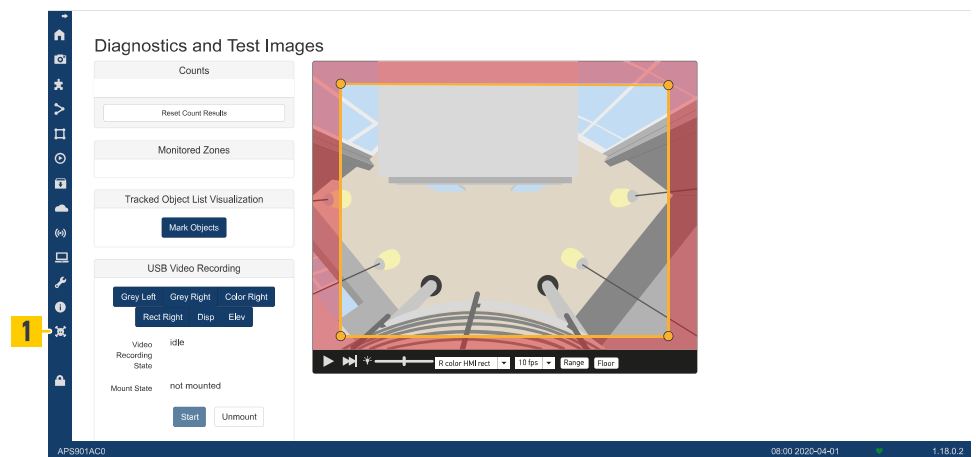 Diagnostics and Test Images
Counts
Reset Count Results
Monitored Zones
Tracked Object List Visualization
Mark Objects
USB Video Recording
Grey Left Grey Right Color Right
Rect Right Disp Elev
Video
Recording
State
idle
Mount State
not mounted
Start Unmount
R color HMI rect 10 fps Range Floor
1
APS901AC0 08:00 2020-04-01 1.18.0.2